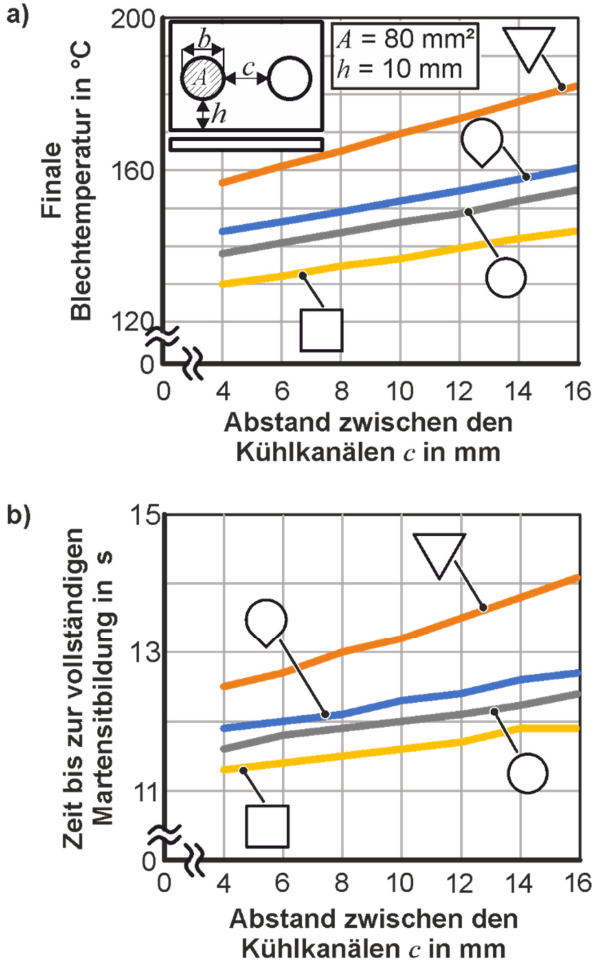 a)
200
160
120
0
Finale
Blechtemperatur in °C
b
A
c
h
A = 80 mm²
h = 10 mm
0 4 6 8 10 12 14 16
Abstand zwischen den
Kühlkanälen c in mm
b)
15
13
11
0
Zeit bis zur vollständigen
Martensitbildung in s
0 4 6 8 10 12 14 16
Abstand zwischen den
Kühlkanälen c in mm